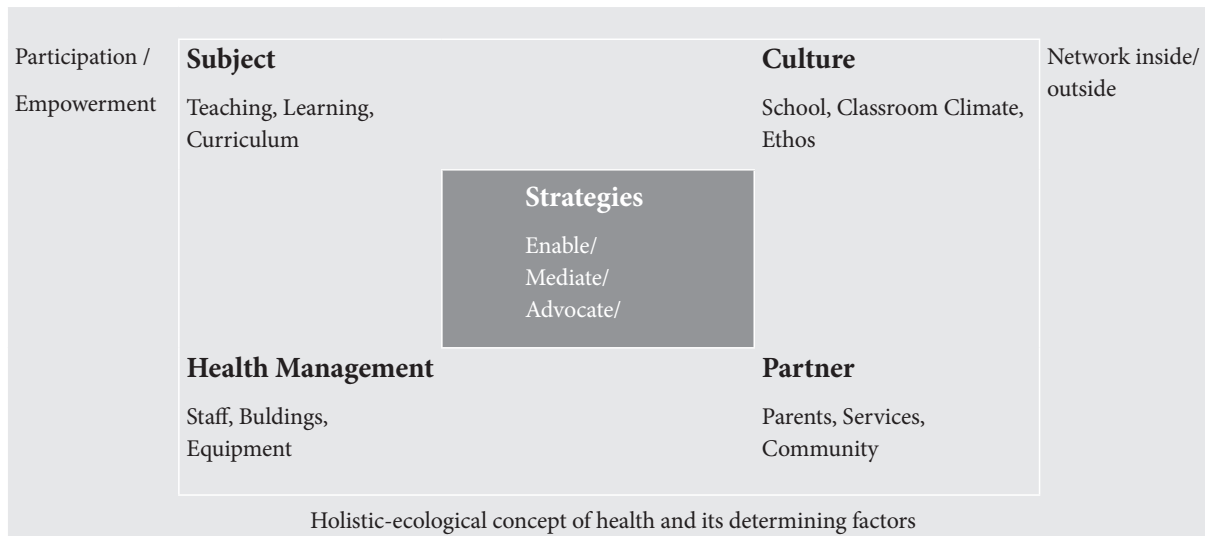 Participation /
Empowerment
Subject
Teaching, Learning,
Curriculum
Culture
School, Classroom Climate,
Ethos
Network inside/
outside
Strategies
Enable/
Mediate/
Advocate/
Health Management
Staff, Buldings,
Equipment
Partner
Parents, Services,
Community
Holistic-ecological concept of health and its determining factors